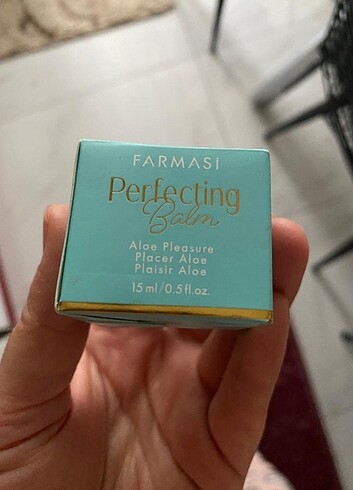 FARMASi
Perfecting
Balm
Aloe Pleasure
Placer Aloe
Plaisir Aloe
15 ml/0.5 fl.oz.